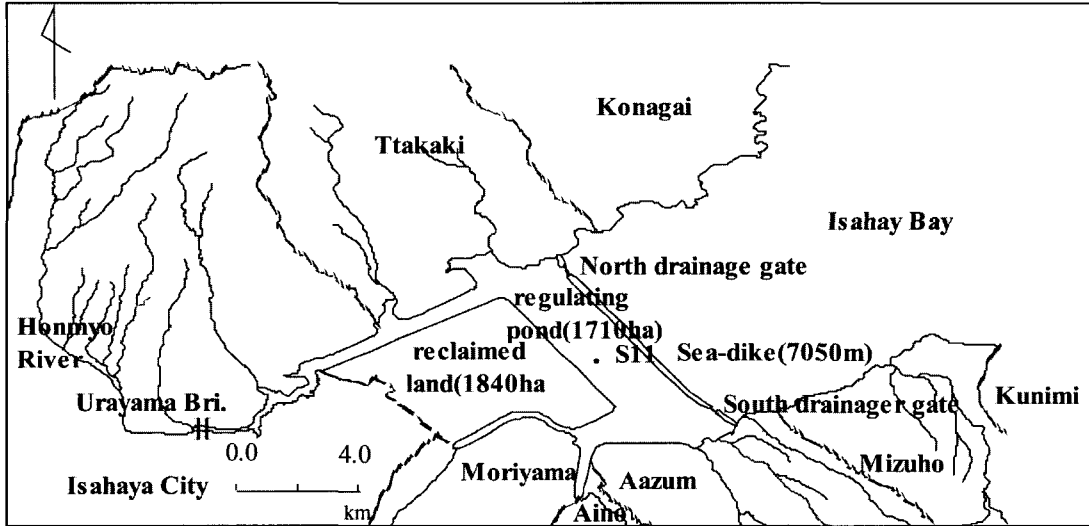 Konagai
Ttakaki
Isahay Bay
North drainage gate
regulating
pond(1710ha)
S11
Sea-dike(7050m)
Honmyo
River
reclaimed
land(1840ha
Urayama Bri.
South drainager gate
Kunimi
0.0
4.0
km
Isahaya City
Moriyama
Aazum
Mizuho
Aino